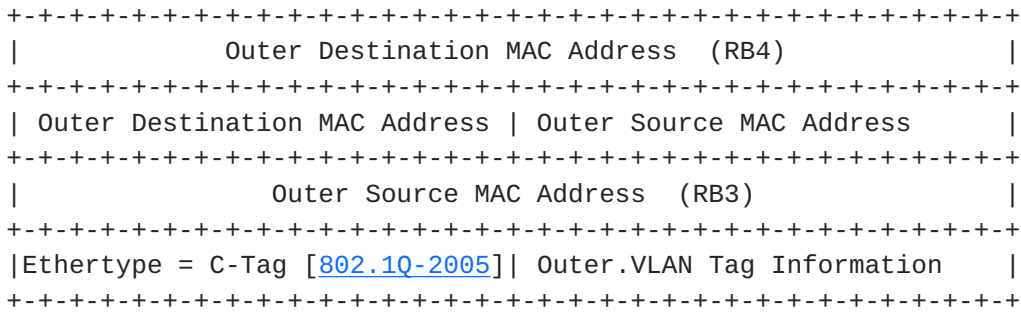 +-+-+-+-+-+-+-+-+-+-+-+-+-+-+-+-+-+-+-+-+-+-+-+-+-+-+-+-+-+-+-+-+
|             Outer Destination MAC Address  (RB4)              |
+-+-+-+-+-+-+-+-+-+-+-+-+-+-+-+-+-+-+-+-+-+-+-+-+-+-+-+-+-+-+-+-+
| Outer Destination MAC Address | Outer Source MAC Address      |
+-+-+-+-+-+-+-+-+-+-+-+-+-+-+-+-+-+-+-+-+-+-+-+-+-+-+-+-+-+-+-+-+
|                Outer Source MAC Address  (RB3)                |
+-+-+-+-+-+-+-+-+-+-+-+-+-+-+-+-+-+-+-+-+-+-+-+-+-+-+-+-+-+-+-+-+
|Ethertype = C-Tag [802.1Q-2005]| Outer.VLAN Tag Information    |
+-+-+-+-+-+-+-+-+-+-+-+-+-+-+-+-+-+-+-+-+-+-+-+-+-+-+-+-+-+-+-+-+